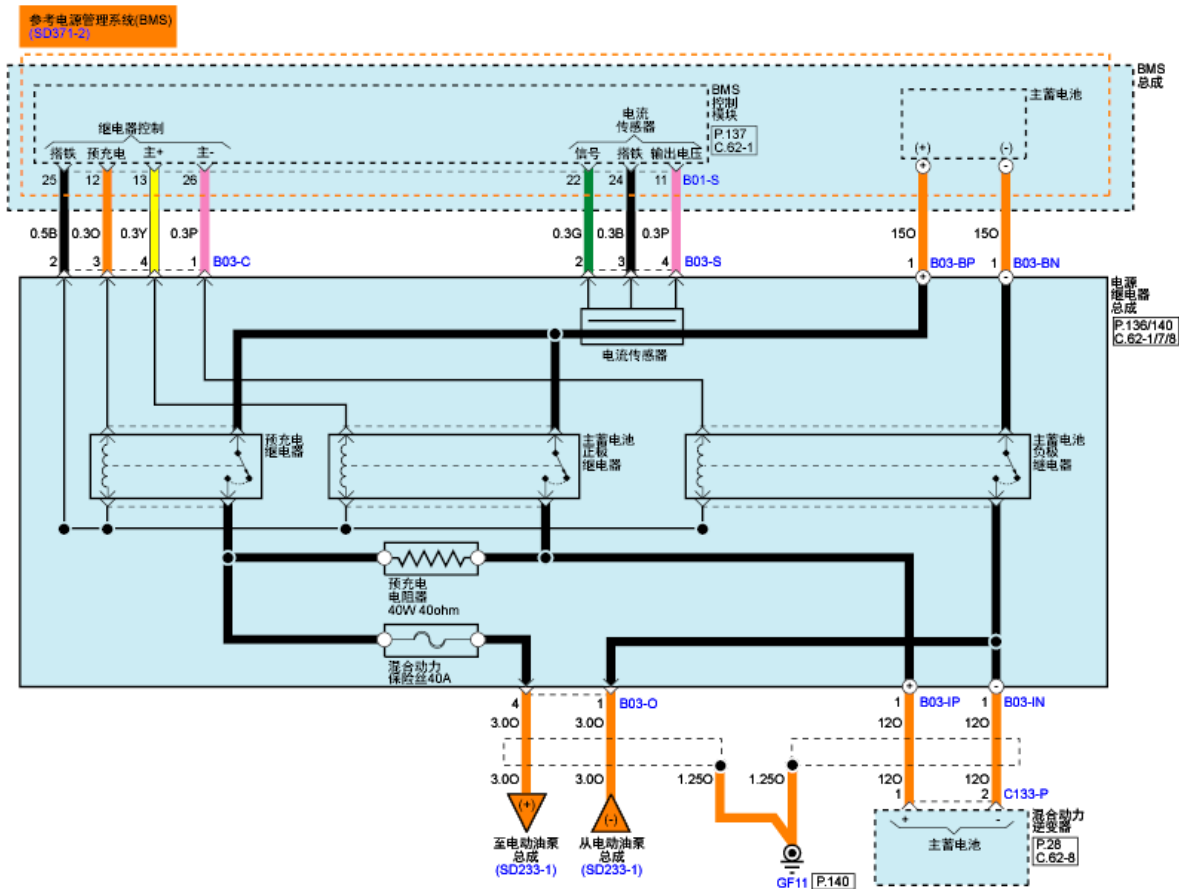 参考电源管理系统(BMS)
(SD371-2)
BMS
总成
BMS
控制
模块
P.137
C.62-1
主蓄电池
(+)
(-)
+
-
继电器控制
搭铁 预充电 主+ 主-
电流
传感器
信号 搭铁 输出电压
25 12 13 26
22 24 11 B01-S
0.5B 0.3O 0.3Y 0.3P
0.3G 0.3B 0.3P
15O 15O
2 3 4 1 B03-C
2 3 4 B03-S
1 B03-BP 1 B03-BN
+
-
电源
继电器
总成
P.136/140
C.62-1/7/8
电流传感器
预充电
继电器
主蓄电池
正极
继电器
主蓄电池
负极
继电器
预充电
电阻器
40W 40ohm
混合动力
保险丝40A
+
-
4 1 B03-O
1 B03-IP 1 B03-IN
3.0O 3.0O
12O 12O
3.0O 3.0O 1.25O 1.25O 12O 12O
1 2 C133-P
(+)
(-)
至电动油泵
总成
(SD233-1)
从电动油泵
总成
(SD233-1)
GF11 P.140
+ -
主蓄电池
混合动力
逆变器
P.28
C.62-8